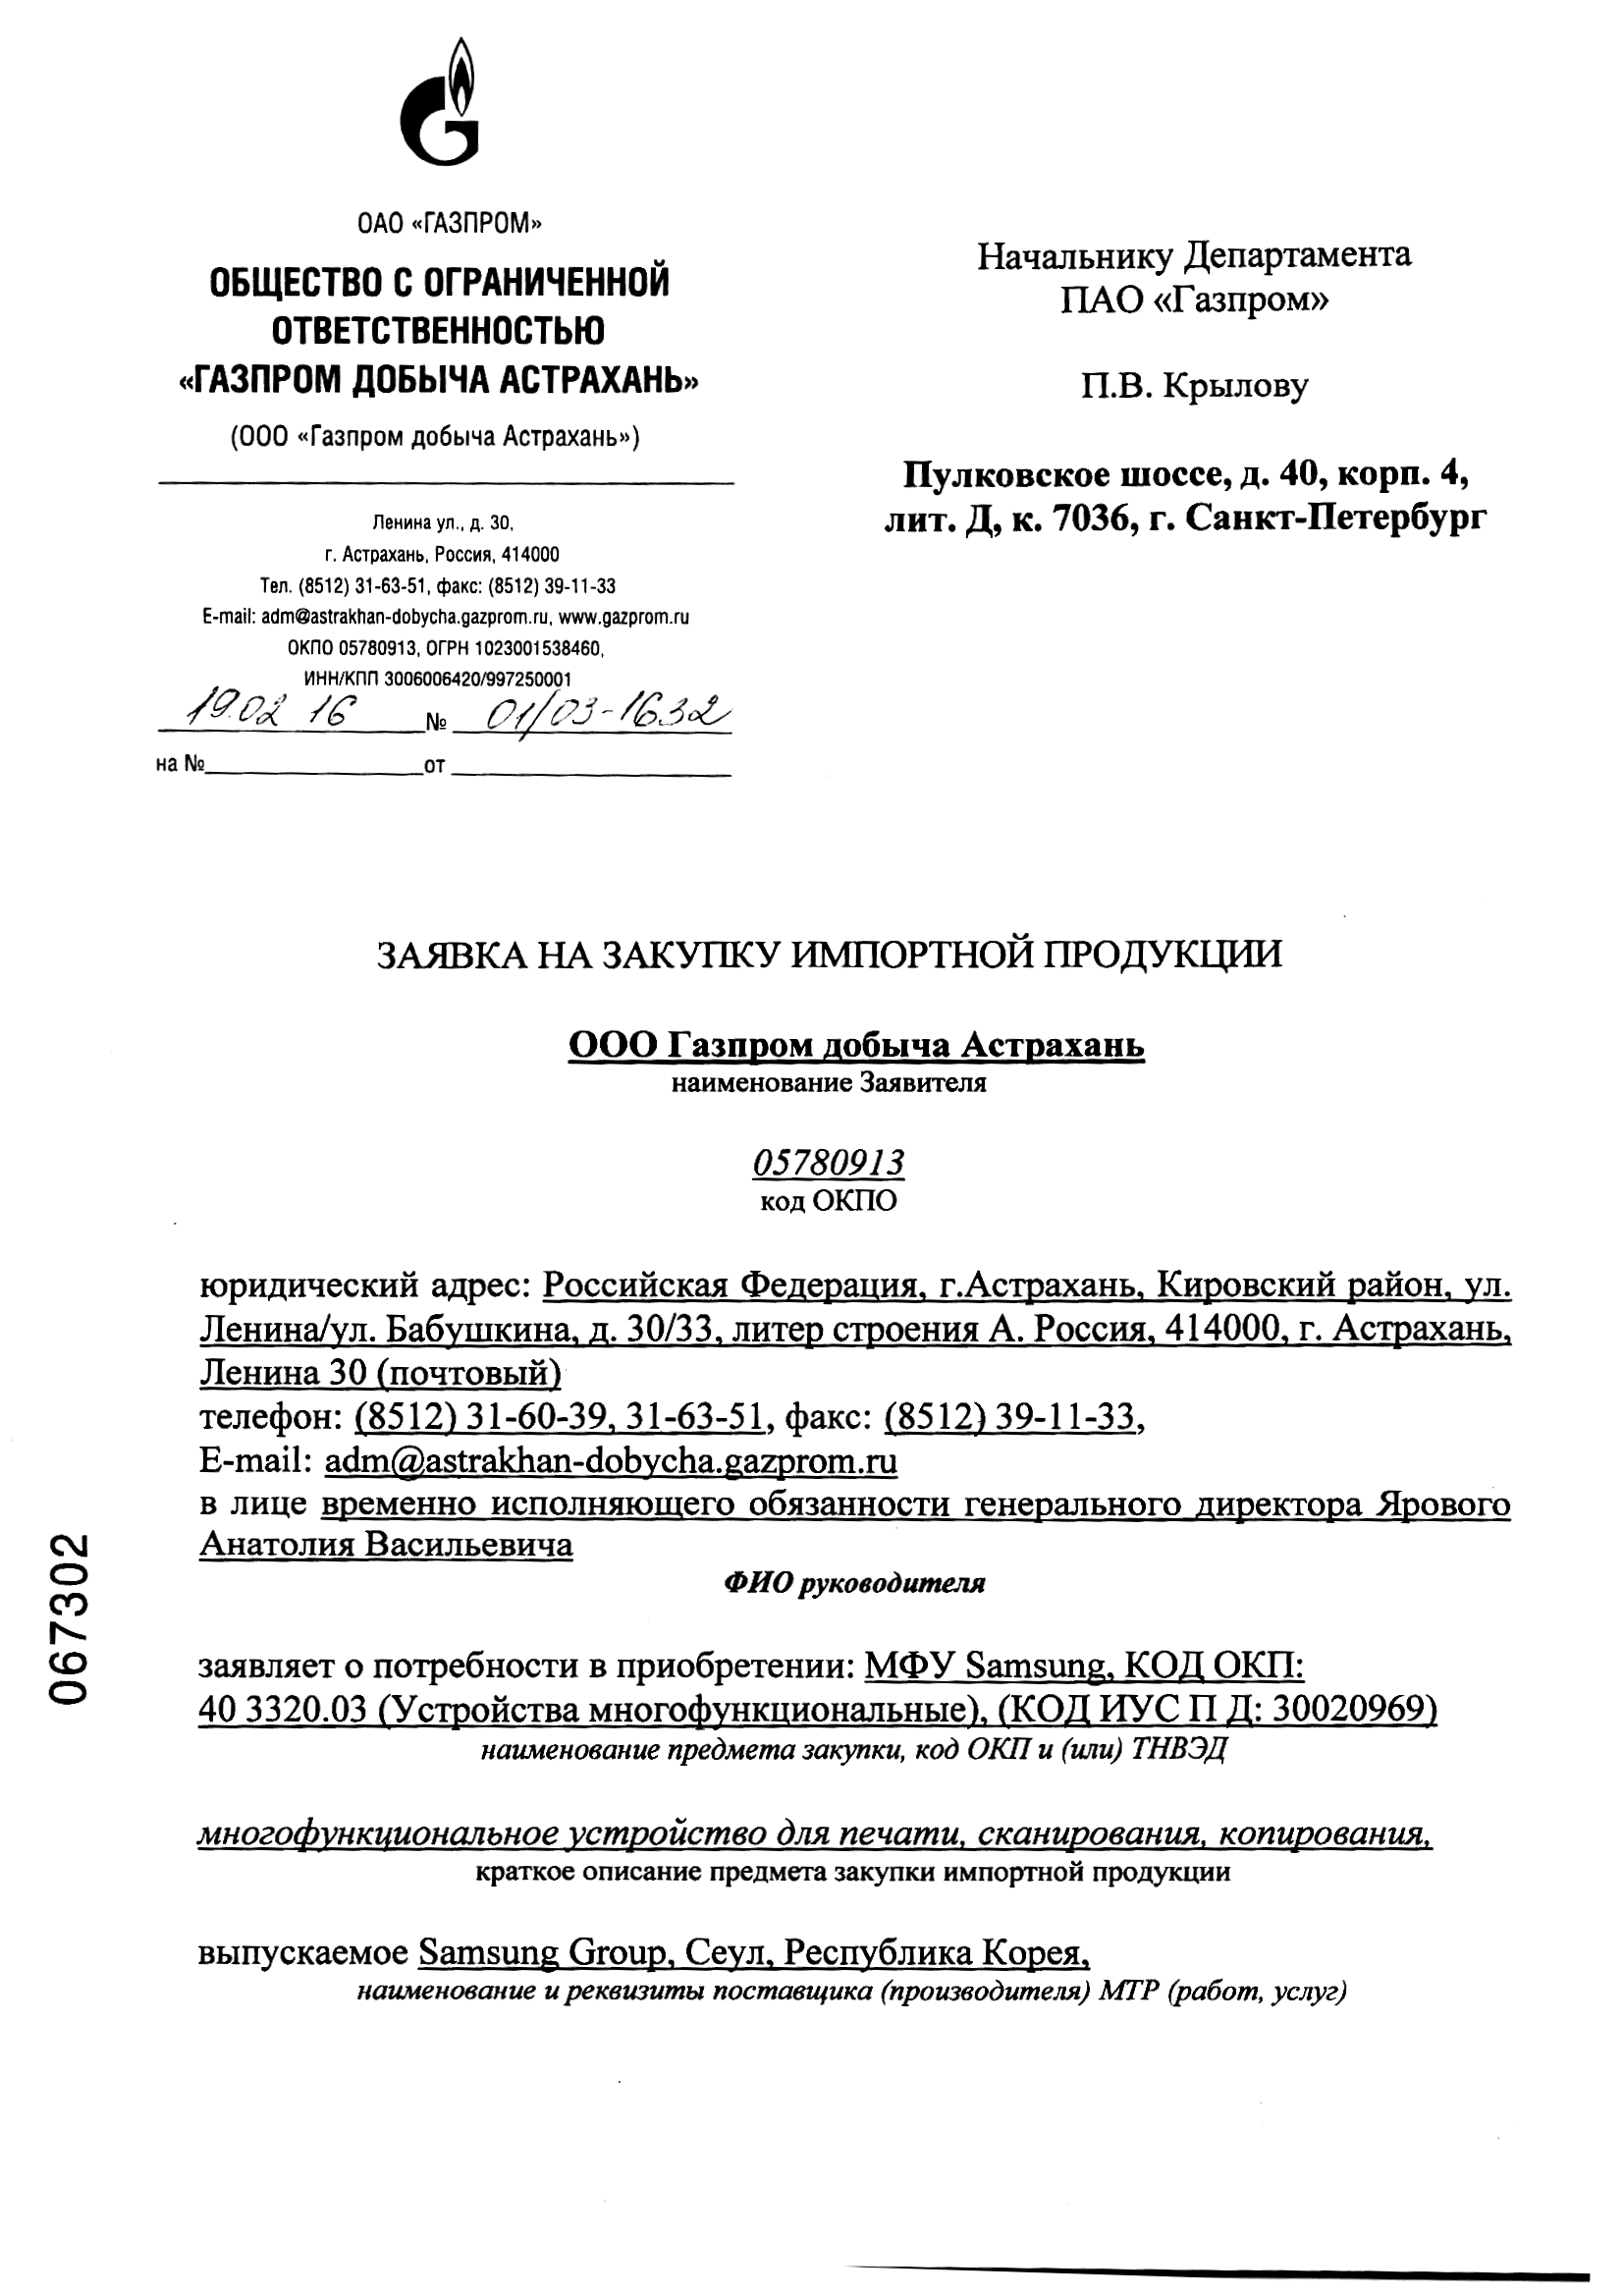 ОАО «ГАЗПРОМ»
ОБЩЕСТВО С ОГРАНИЧЕННОЙ
ОТВЕТСТВЕННОСТЬЮ
«ГАЗПРОМ ДОБЫЧА АСТРАХАНЬ»
(ООО «Газпром добыча Астрахань»)
Ленина ул., д. 30,
г. Астрахань, Россия, 414000
Тел. (8512) 31-63-51, факс: (8512) 39-11-33
E-mail: adm@astrakhan-dobycha.gazprom.ru, www.gazprom.ru
ОКПО 05780913, ОГРН 1023001538460,
ИНН/КПП 3006006420/997250001
19.02 16 № 01/03-1632
на № от
Начальнику Департамента
ПАО «Газпром»
П.В. Крылову
Пулковское шоссе, д. 40, корп. 4,
лит. Д, к. 7036, г. Санкт-Петербург
ЗАЯВКА НА ЗАКУПКУ ИМПОРТНОЙ ПРОДУКЦИИ
ООО Газпром добыча Астрахань
наименование Заявителя
05780913
код ОКПО
юридический адрес: Российская Федерация, г.Астрахань, Кировский район, ул.
Ленина/ул. Бабушкина, д. 30/33, литер строения А. Россия, 414000, г. Астрахань,
Ленина 30 (почтовый)
телефон: (8512) 31-60-39, 31-63-51, факс: (8512) 39-11-33,
E-mail: adm@astrakhan-dobycha.gazprom.ru
в лице временно исполняющего обязанности генерального директора Ярового
Анатолия Васильевича
ФИО руководителя
заявляет о потребности в приобретении: МФУ Samsung, КОД ОКП:
40 3320.03 (Устройства многофункциональные), (КОД ИУС П Д: 30020969)
наименование предмета закупки, код ОКП и (или) ТНВЭД
многофункциональное устройство для печати, сканирования, копирования,
краткое описание предмета закупки импортной продукции
выпускаемое Samsung Group, Сеул, Республика Корея,
наименование и реквизиты поставщика (производителя) МТР (работ, услуг)
067302